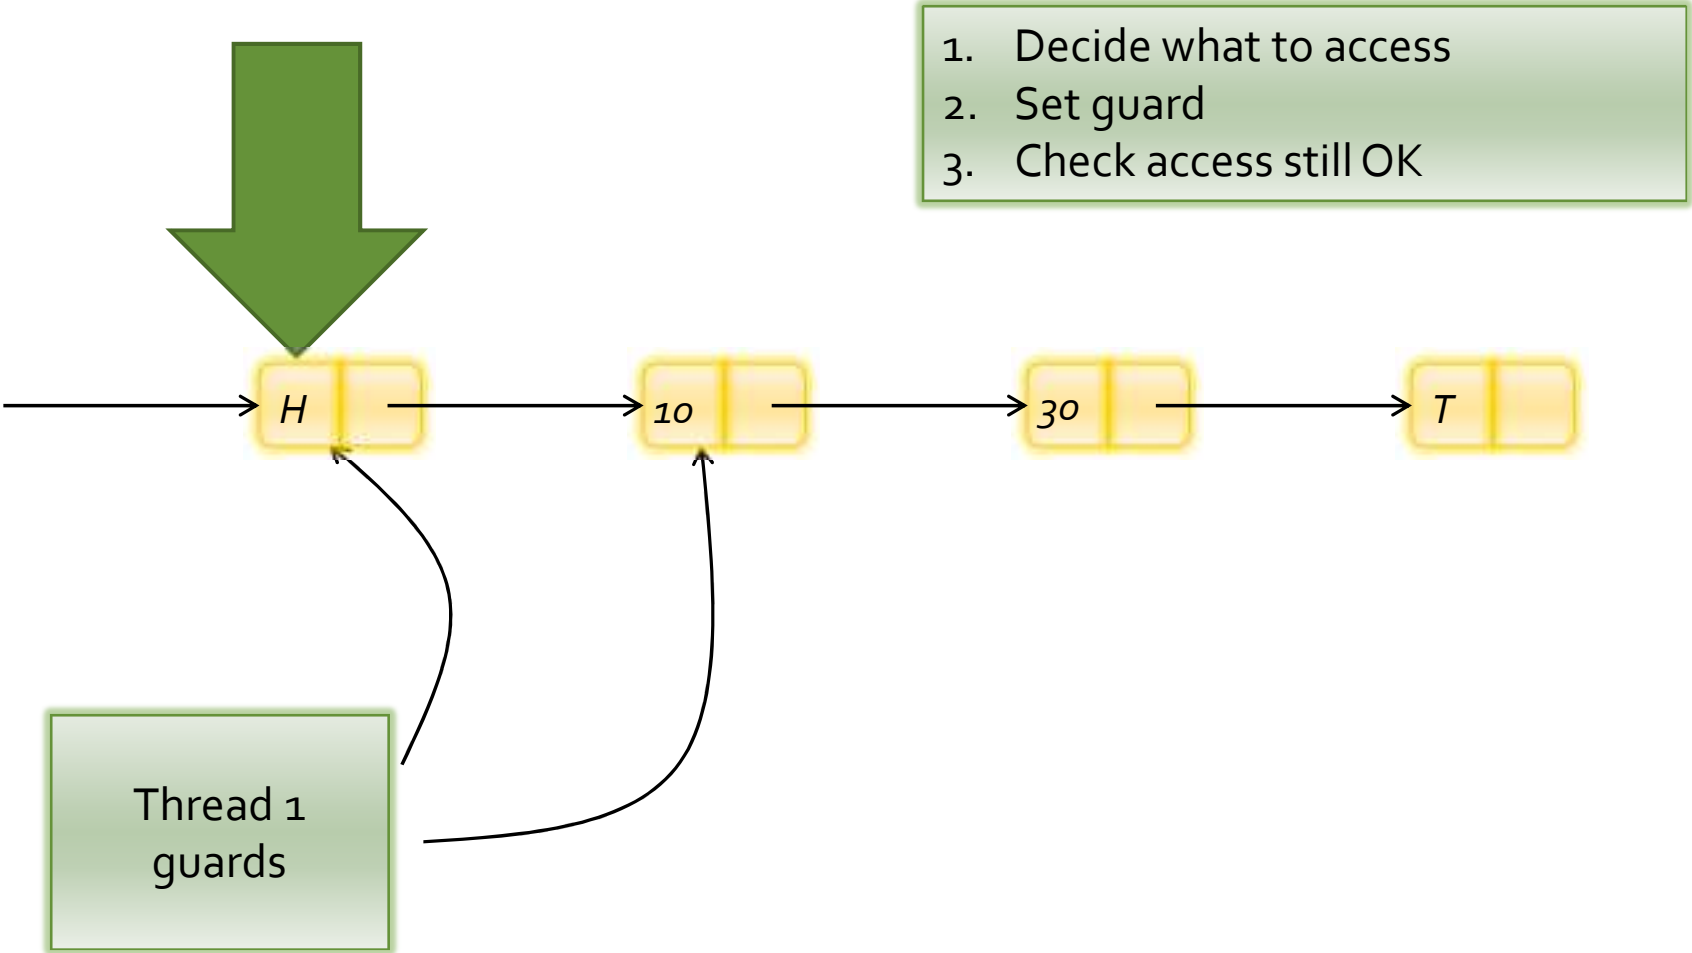 1. Decide what to access
2. Set guard
3. Check access still OK
H
10
30
T
Thread 1
guards